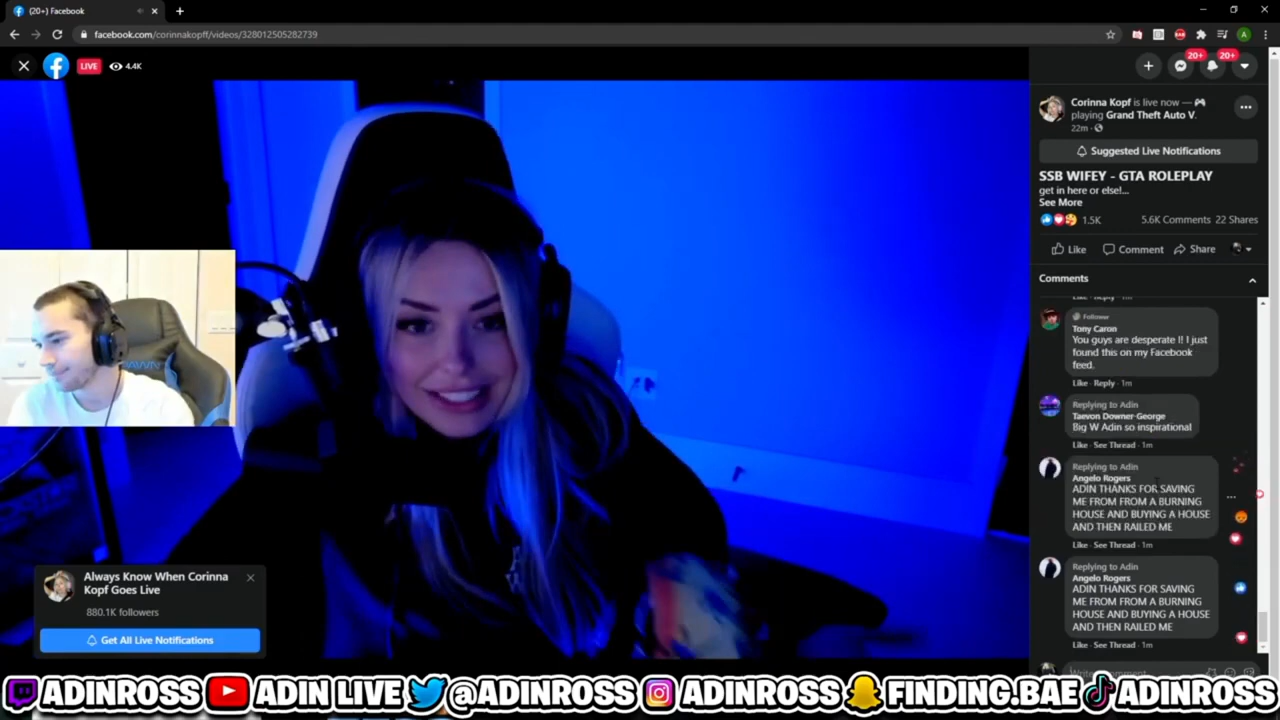 (20+) Facebook
facebook.com/corinnakopff/videos/328012505282739
LIVE 4.4K
20+ 20+
Corinna Kopf is live now —
playing Grand Theft Auto V.
22m
Suggested Live Notifications
SSB WIFEY - GTA ROLEPLAY
get in here or else!...
See More
1.5K 5.6K Comments 22 Shares
Like Comment Share
Comments
Like · Reply · 1m
Follower
Tony Caron
You guys are desperate !! I just
found this on my Facebook
feed.
Like · Reply · 1m
Replying to Adin
Taevon Downer-George
Big W Adin so inspirational
Like · See Thread · 1m
Replying to Adin
Angelo Rogers
ADIN THANKS FOR SAVING
ME FROM FROM A BURNING
HOUSE AND BUYING A HOUSE
AND THEN RAILED ME
Like · See Thread · 1m
Replying to Adin
Angelo Rogers
ADIN THANKS FOR SAVING
ME FROM FROM A BURNING
HOUSE AND BUYING A HOUSE
AND THEN RAILED ME
Like · See Thread · 1m
Always Know When Corinna
Kopf Goes Live
880.1K followers
Get All Live Notifications
ADINROSS ADIN LIVE @ADINROSS ADINROSS FINDING.BAE ADINROSS